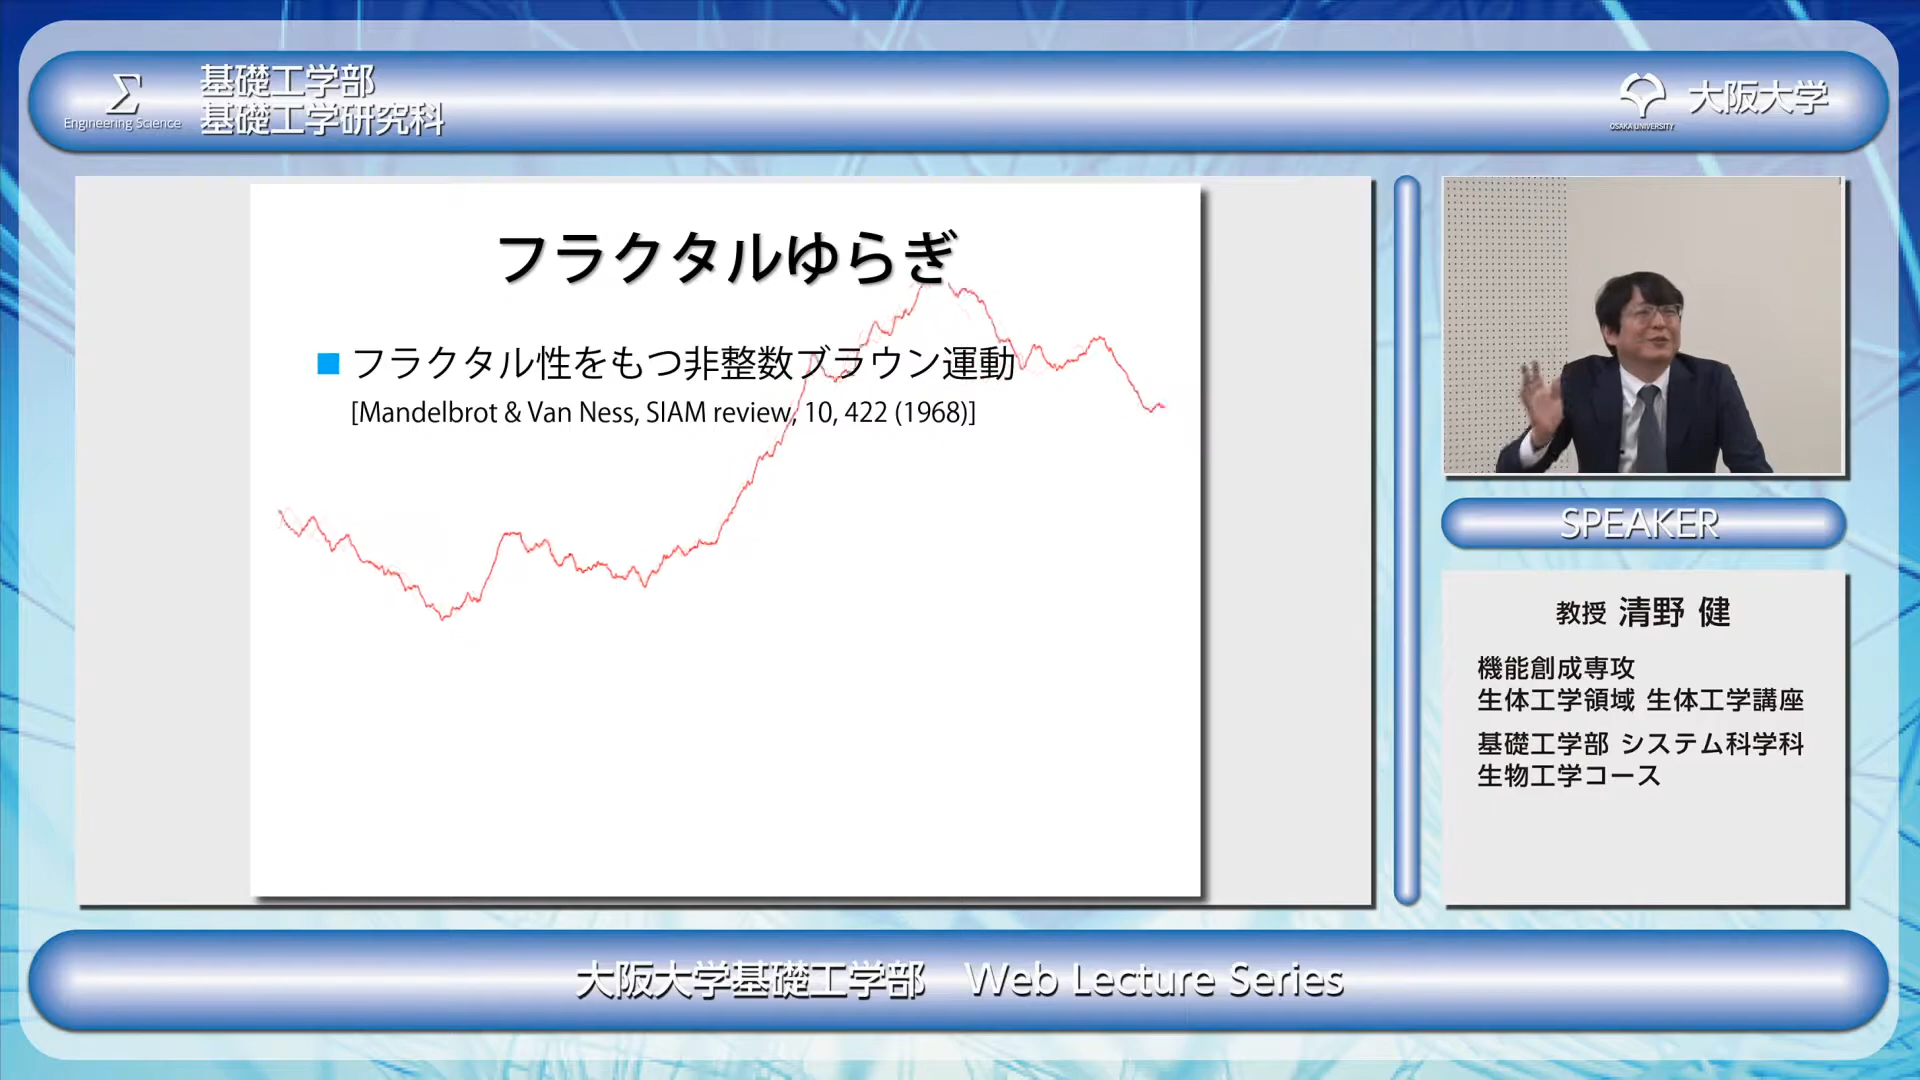 Σ
Engineering Science
基礎工学部
基礎工学研究科
OSAKA UNIVERSITY
大阪大学
フラクタルゆらぎ
フラクタル性をもつ非整数ブラウン運動
[Mandelbrot & Van Ness, SIAM review, 10, 422 (1968)]
SPEAKER
教授 清野 健
機能創成専攻
生体工学領域 生体工学講座
基礎工学部 システム科学科
生物工学コース
大阪大学基礎工学部 Web Lecture Series